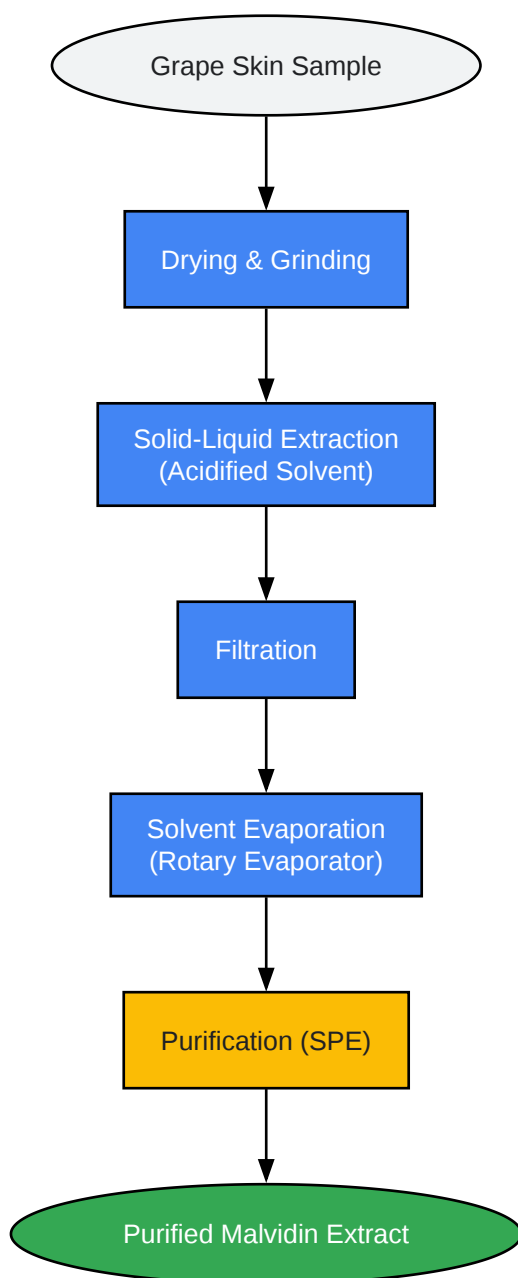 Grape Skin Sample
Drying & Grinding
Solid-Liquid Extraction
(Acidified Solvent)
Filtration
Solvent Evaporation
(Rotary Evaporator)
Purification (SPE)
Purified Malvidin Extract